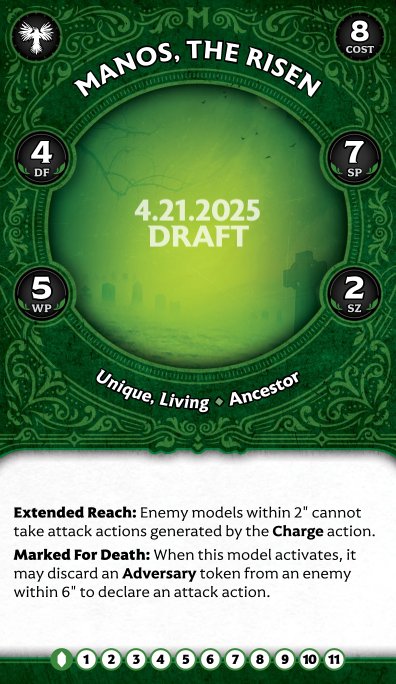 8
COST
MANOS, THE RISEN
4
DF
7
SP
4.21.2025
DRAFT
5
WP
2
SZ
Unique, Living ⬥ Ancestor
Extended Reach: Enemy models within 2" cannot
take attack actions generated by the Charge action.
Marked For Death: When this model activates, it
may discard an Adversary token from an enemy
within 6" to declare an attack action.
1 2 3 4 5 6 7 8 9 10 11